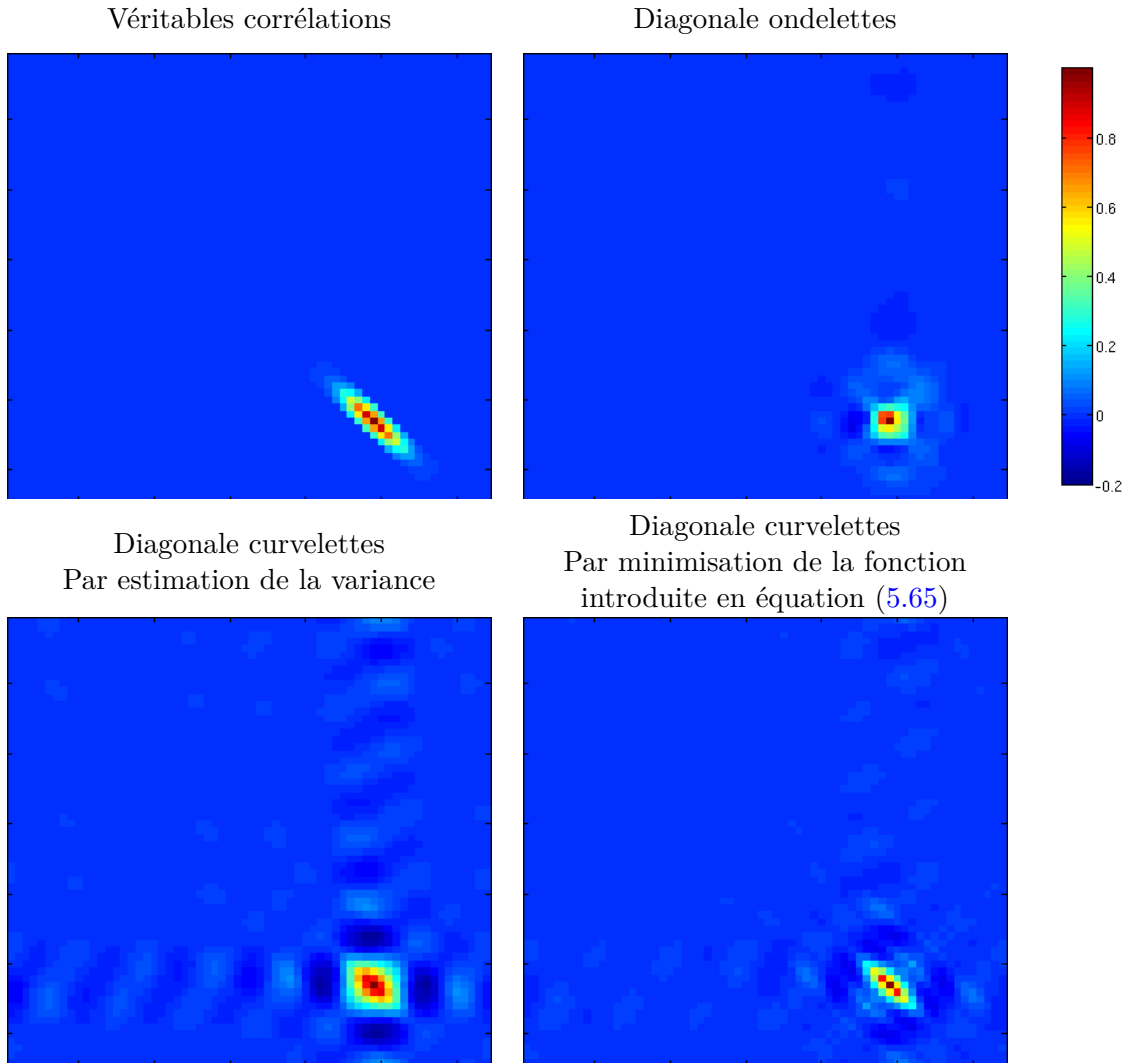 Véritables corrélations
Diagonale ondelettes
0.8
0.6
0.4
0.2
0
-0.2
Diagonale curvelettes
Par estimation de la variance
Diagonale curvelettes
Par minimisation de la fonction
introduite en équation (5.65)